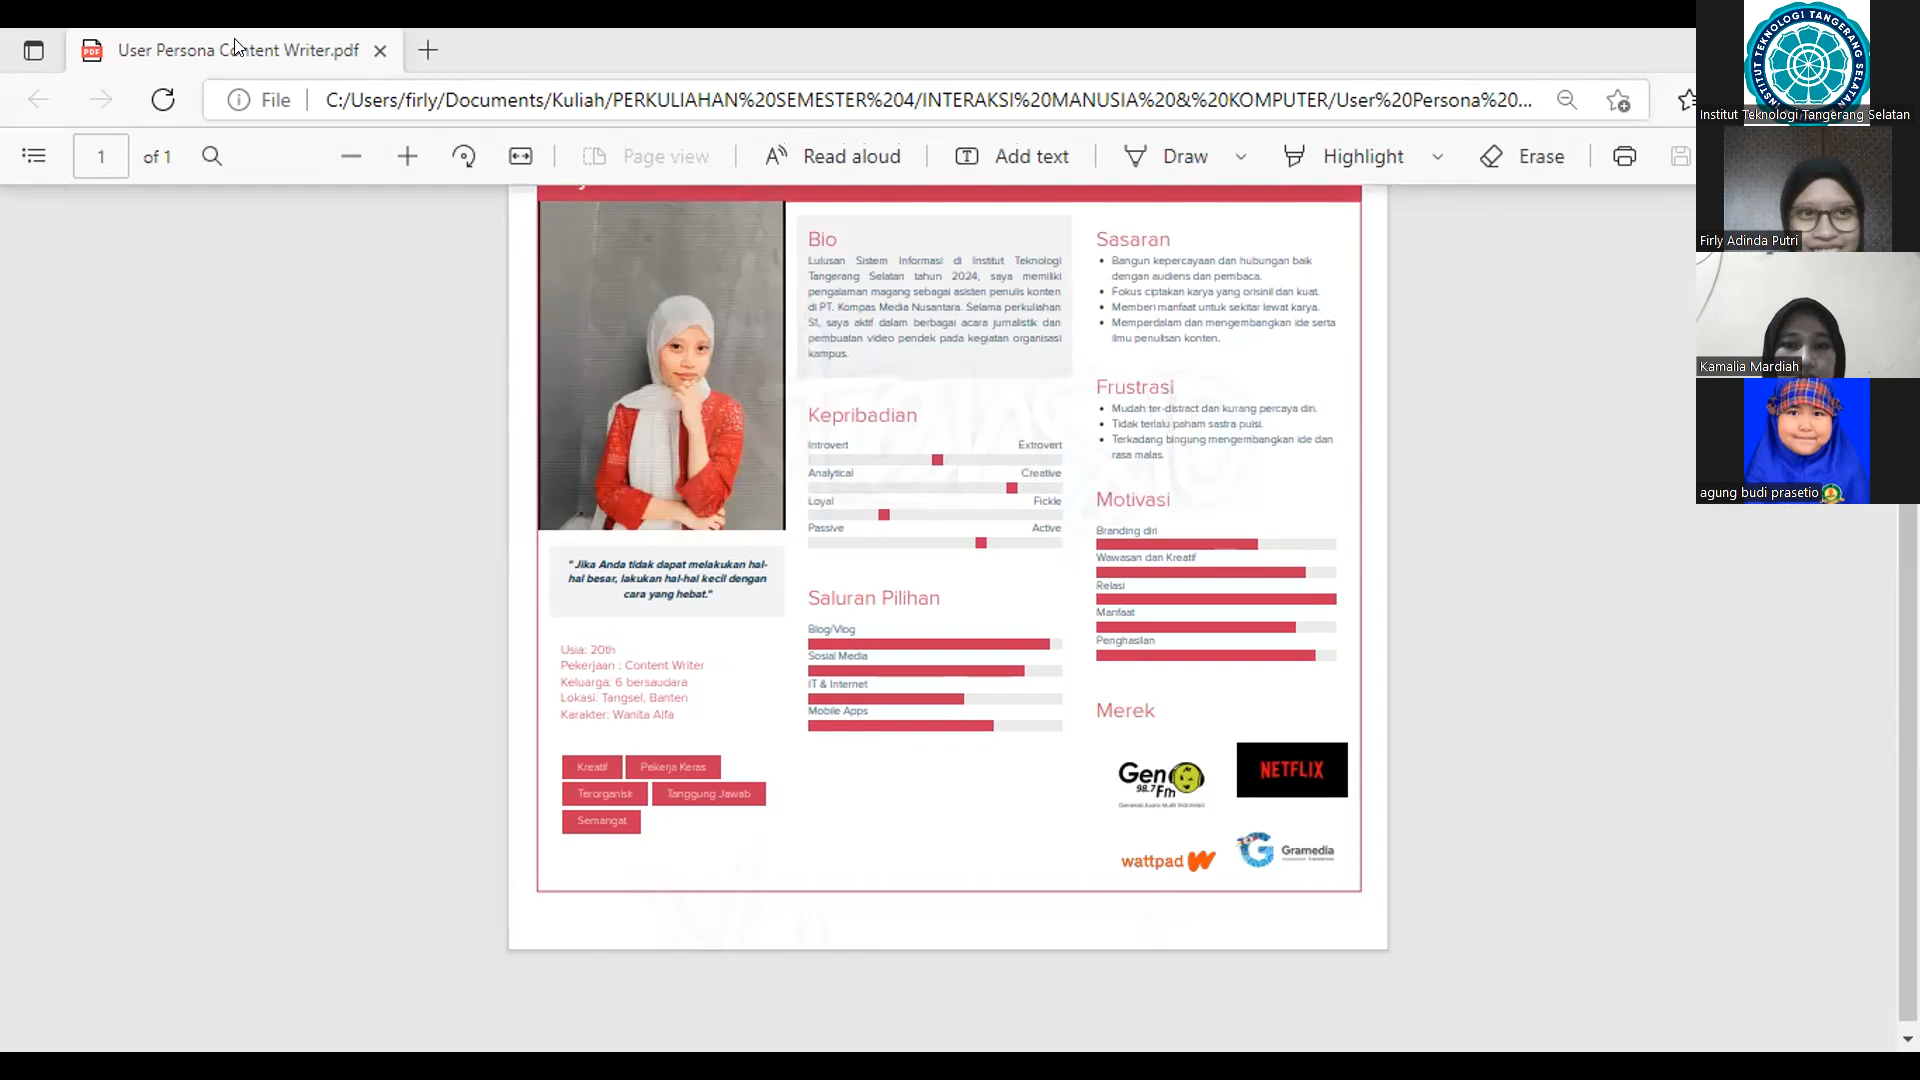 User Persona Content Writer.pdf
File
C:/Users/firly/Documents/Kuliah/PERKULIAHAN%20SEMESTER%204/INTERAKSI%20MANUSIA%20&%20KOMPUTER/User%20Persona%20...
1 of 1
Page view
Read aloud
Add text
Draw
Highlight
Erase
Bio
Lulusan Sistem Informasi di Institut Teknologi
Tangerang Selatan tahun 2024, saya memiliki
pengalaman magang sebagai asisten penulis konten
di PT. Kompas Media Nusantara. Selama perkuliahan
S1, saya aktif dalam berbagai acara jurnalistik dan
pembuatan video pendek pada kegiatan organisasi
kampus.
Kepribadian
Introvert Extrovert
Analytical Creative
Loyal Fickle
Passive Active
Saluran Pilihan
Blog/Vlog
Sosial Media
IT & Internet
Mobile Apps
Sasaran
• Bangun kepercayaan dan hubungan baik
dengan audiens dan pembaca.
• Fokus ciptakan karya yang orisinil dan kuat.
• Memberi manfaat untuk sekitar lewat karya.
• Memperdalam dan mengembangkan ide serta
ilmu penulisan konten.
Frustrasi
• Mudah ter-distract dan kurang percaya diri.
• Tidak terlalu paham sastra puisi.
• Terkadang bingung mengembangkan ide dan
rasa malas.
Motivasi
Branding diri
Wawasan dan Kreatif
Relasi
Manfaat
Penghasilan
Merek
Gen
98.7 Fm
NETFLIX
wattpad
Gramedia
"Jika Anda tidak dapat melakukan hal-
hal besar, lakukan hal-hal kecil dengan
cara yang hebat."
Usia: 20th
Pekerjaan : Content Writer
Keluarga: 6 bersaudara
Lokasi: Tangsel, Banten
Karakter: Wanita Alfa
Kreatif
Pekerja Keras
Terorganisir
Tanggung Jawab
Semangat
INSTITUT TEKNOLOGI TANGERANG SELATAN
Institut Teknologi Tangerang Selatan
Firly Adinda Putri
Kamalia Mardiah
agung budi prasetio